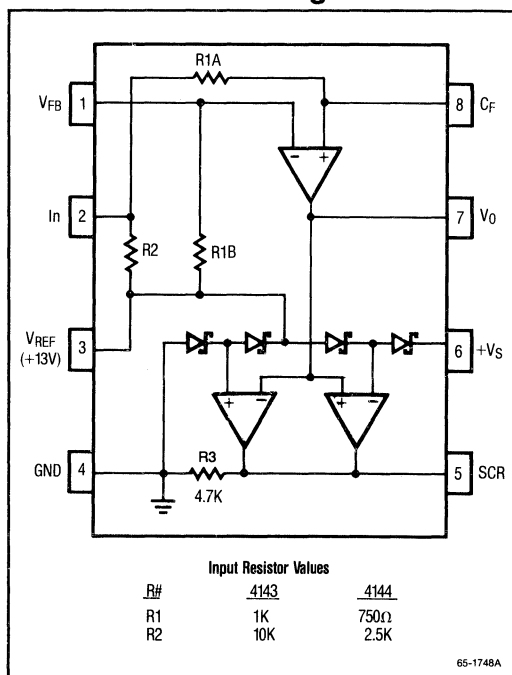 R1A
VFB 1
8 CF
- +
In 2
7 VO
R2
R1B
VREF 3
(+13V)
6 +VS
+ - + -
R3
GND 4
5 SCR
4.7K
Input Resistor Values
R# 4143 4144
R1 1K 750Ω
R2 10K 2.5K
65-1748A